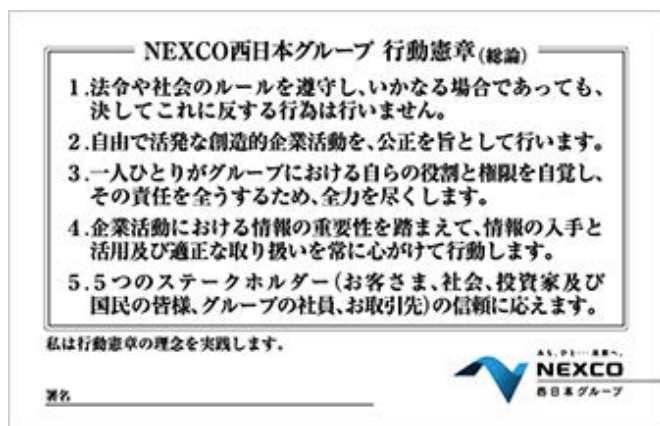 NEXCO西日本グループ 行動憲章(総論)
1.法令や社会のルールを遵守し、いかなる場合であっても、
決してこれに反する行為は行いません。
2.自由で活発な創造的企業活動を、公正を旨として行います。
3.一人ひとりがグループにおける自らの役割と権限を自覚し、
その責任を全うするため、全力を尽くします。
4.企業活動における情報の重要性を踏まえて、情報の入手と
活用及び適正な取り扱いを常に心がけて行動します。
5.5つのステークホルダー(お客さま、社会、投資家及び
国民の皆様、グループの社員、お取引先)の信頼に応えます。
私は行動憲章の理念を実践します。
みち、ひと…未来へ。
NEXCO
西日本グループ
署名